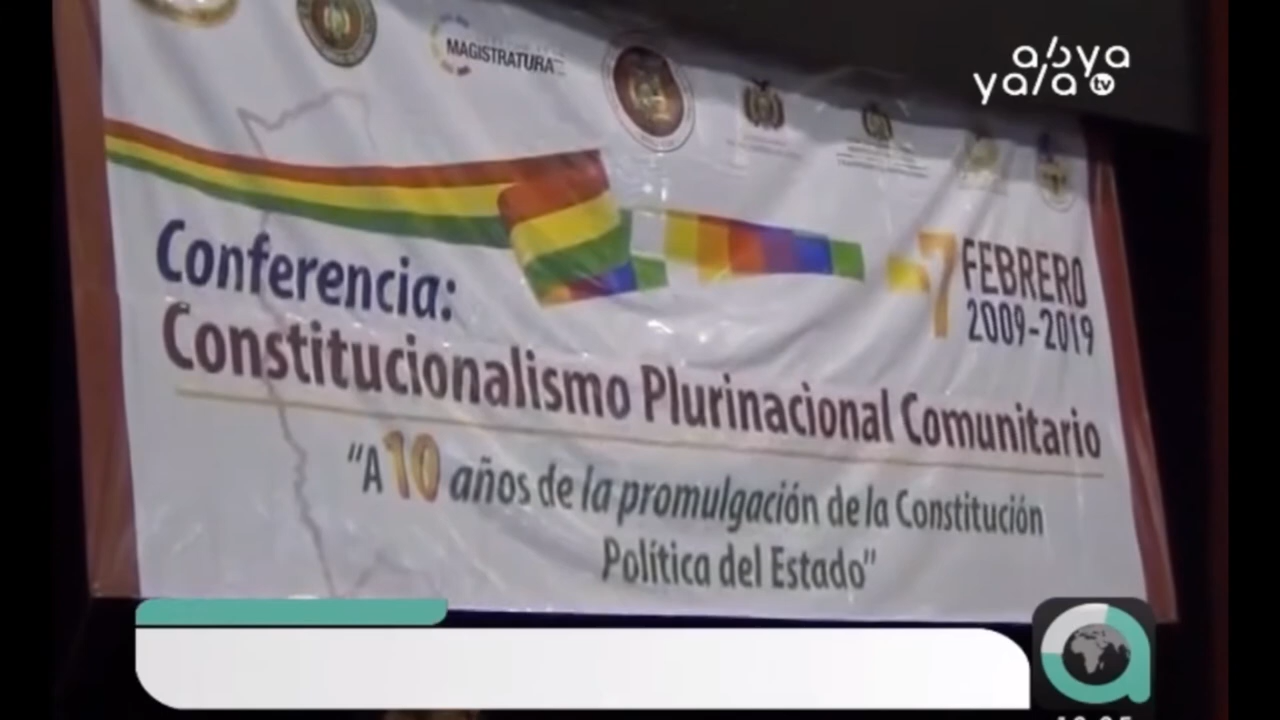 abya
yala tv
MAGISTRATURA
7 FEBRERO
2009-2019
Conferencia:
Constitucionalismo Plurinacional Comunitario
"A 10 años de la promulgación de la Constitución
Política del Estado"